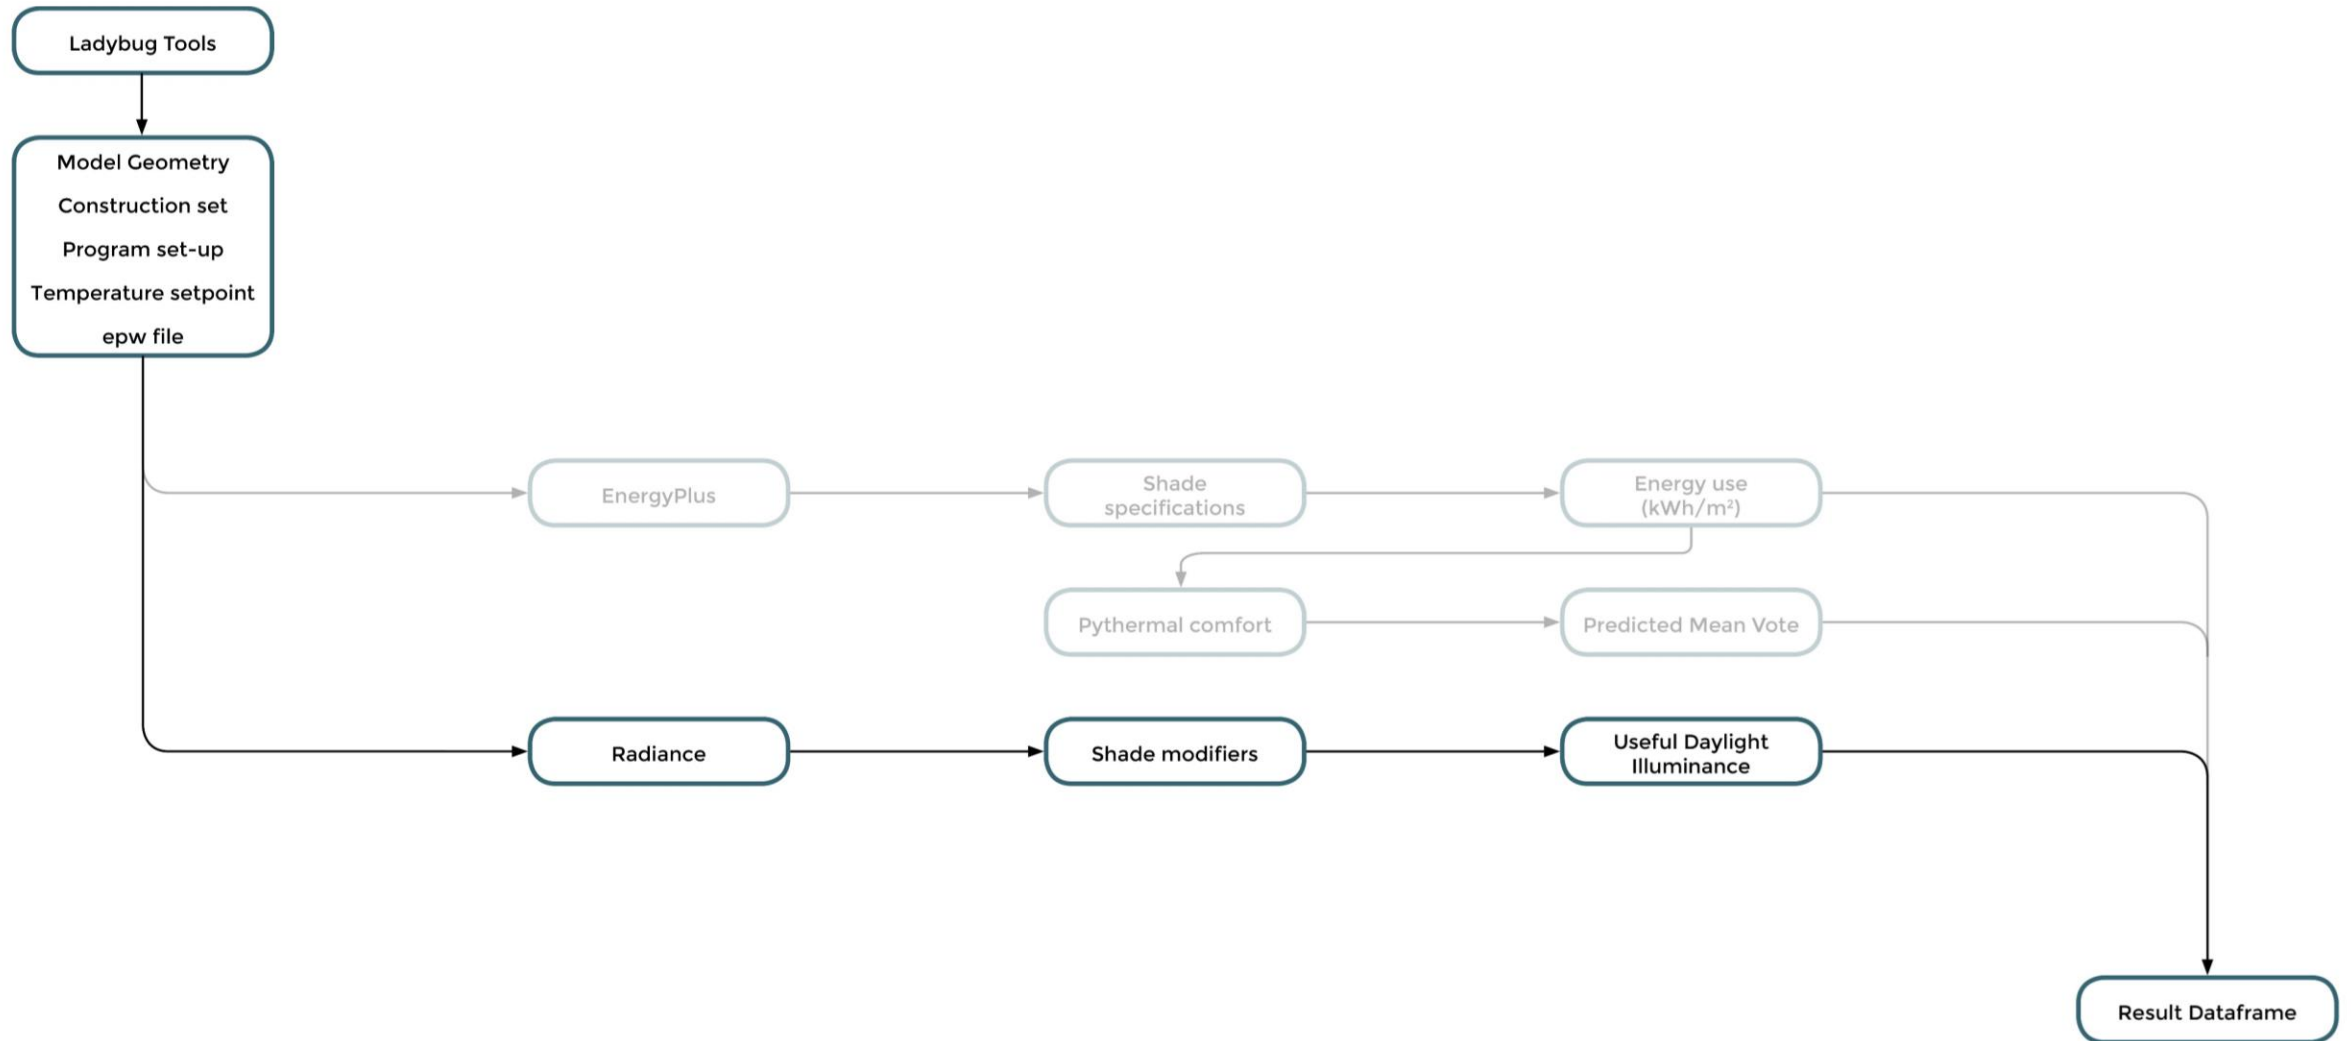 Ladybug Tools
Model Geometry
Construction set
Program set-up
Temperature setpoint
epw file
EnergyPlus
Shade
specifications
Energy use
(kWh/m²)
Pythermal comfort
Predicted Mean Vote
Radiance
Shade modifiers
Useful Daylight
Illuminance
Result Dataframe